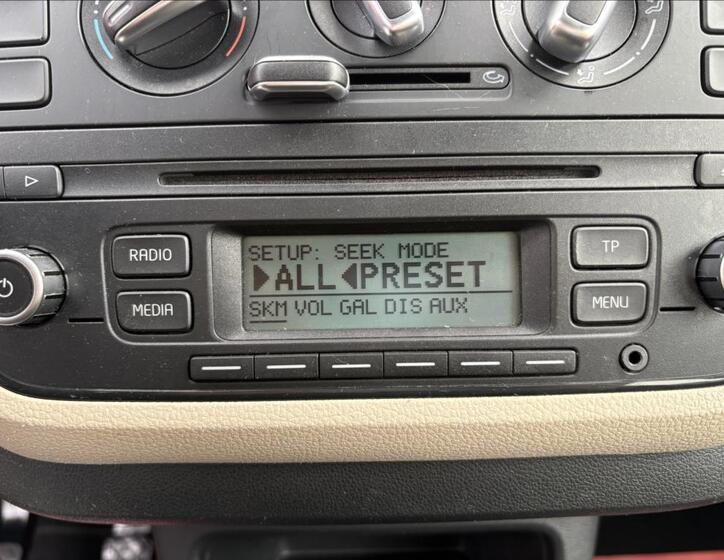 RADIO
MEDIA
SETUP: SEEK MODE
ALL PRESET
SKM VOL GAL DIS AUX
TP
MENU